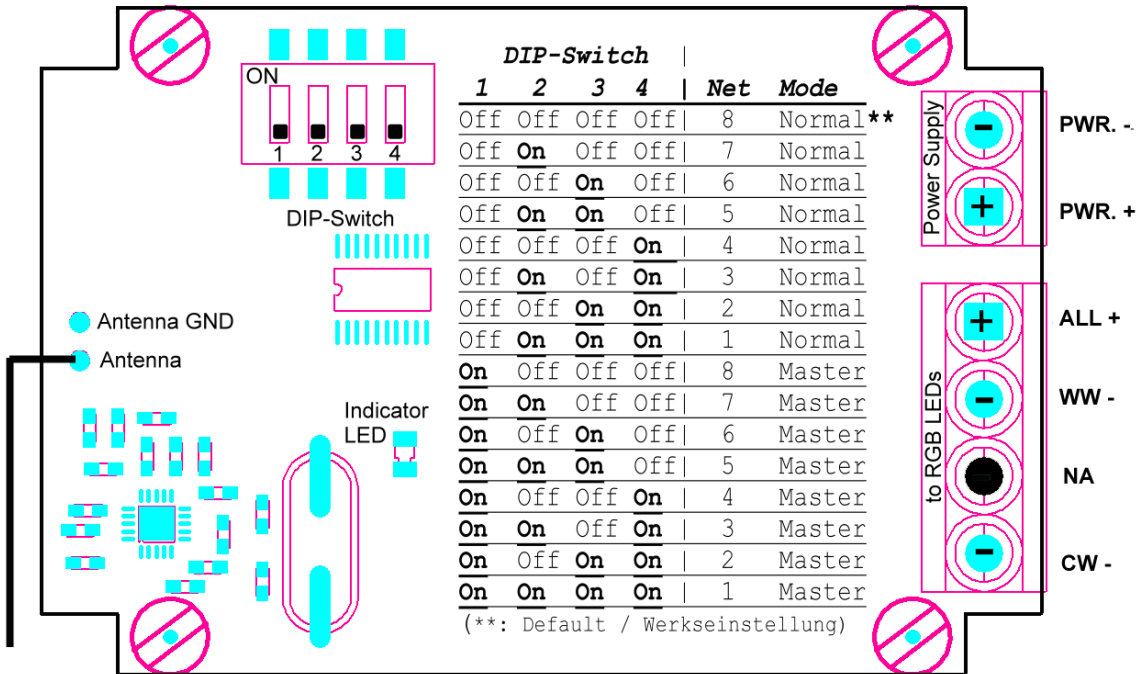 ON
1 2 3 4
DIP-Switch
Antenna GND
Antenna
Indicator
LED
DIP-Switch |
1 2 3 4 | Net Mode
Off Off Off Off| 8 Normal**
Off On Off Off| 7 Normal
Off Off On Off| 6 Normal
Off On On Off| 5 Normal
Off Off Off On | 4 Normal
Off On Off On | 3 Normal
Off Off On On | 2 Normal
Off On On On | 1 Normal
On Off Off Off| 8 Master
On On Off Off| 7 Master
On Off On Off| 6 Master
On On On Off| 5 Master
On Off Off On | 4 Master
On On Off On | 3 Master
On Off On On | 2 Master
On On On On | 1 Master
(**: Default / Werkseinstellung)
Power Supply
-
+
PWR. -
PWR. +
to RGB LEDs
+
-
-
ALL +
WW -
NA
CW -